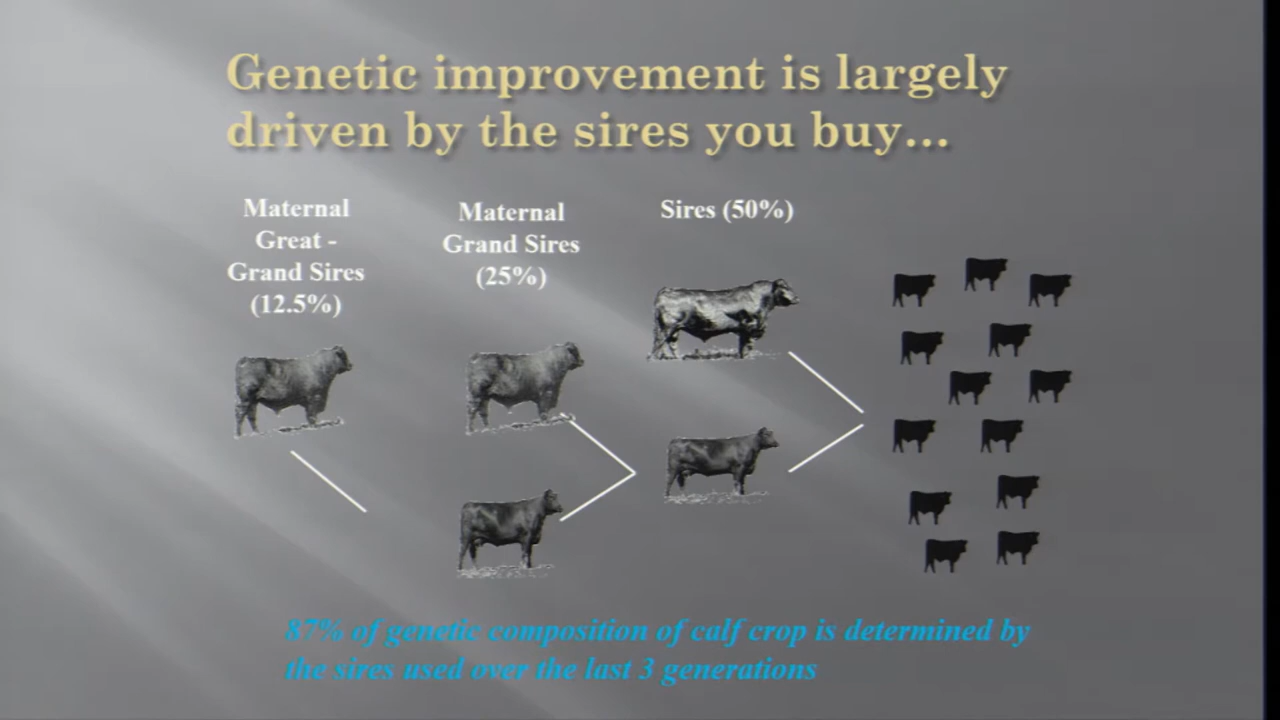 Genetic improvement is largely
driven by the sires you buy...
Maternal
Great -
Grand Sires
(12.5%)
Maternal
Grand Sires
(25%)
Sires (50%)
87% of genetic composition of calf crop is determined by
the sires used over the last 3 generations